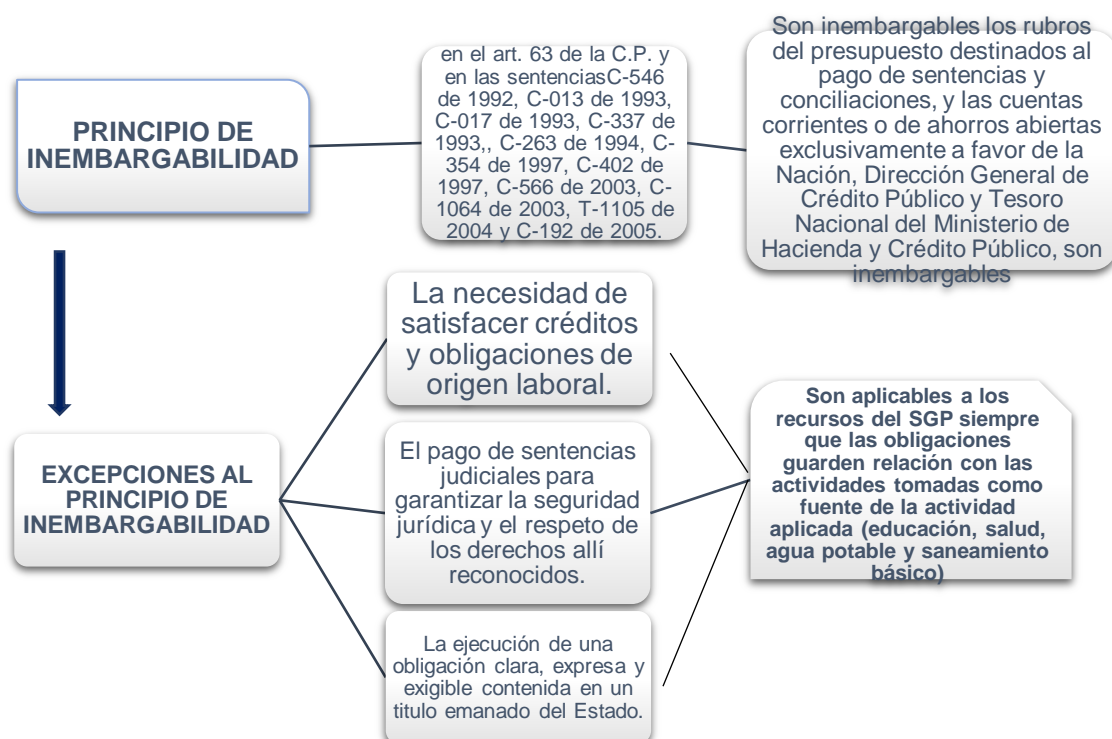 PRINCIPIO DE
INEMBARGABILIDAD
en el art. 63 de la C.P. y
en las sentenciasC-546
de 1992, C-013 de 1993,
C-017 de 1993, C-337 de
1993,, C-263 de 1994, C-
354 de 1997, C-402 de
1997, C-566 de 2003, C-
1064 de 2003, T-1105 de
2004 y C-192 de 2005.
Son inembargables los rubros
del presupuesto destinados al
pago de sentencias y
conciliaciones, y las cuentas
corrientes o de ahorros abiertas
exclusivamente a favor de la
Nación, Dirección General de
Crédito Público y Tesoro
Nacional del Ministerio de
Hacienda y Crédito Público, son
inembargables
EXCEPCIONES AL
PRINCIPIO DE
INEMBARGABILIDAD
La necesidad de
satisfacer créditos
y obligaciones de
origen laboral.
El pago de sentencias
judiciales para
garantizar la seguridad
jurídica y el respeto de
los derechos allí
reconocidos.
La ejecución de una
obligación clara, expresa y
exigible contenida en un
titulo emanado del Estado.
Son aplicables a los
recursos del SGP siempre
que las obligaciones
guarden relación con las
actividades tomadas como
fuente de la actividad
aplicada (educación, salud,
agua potable y saneamiento
básico)